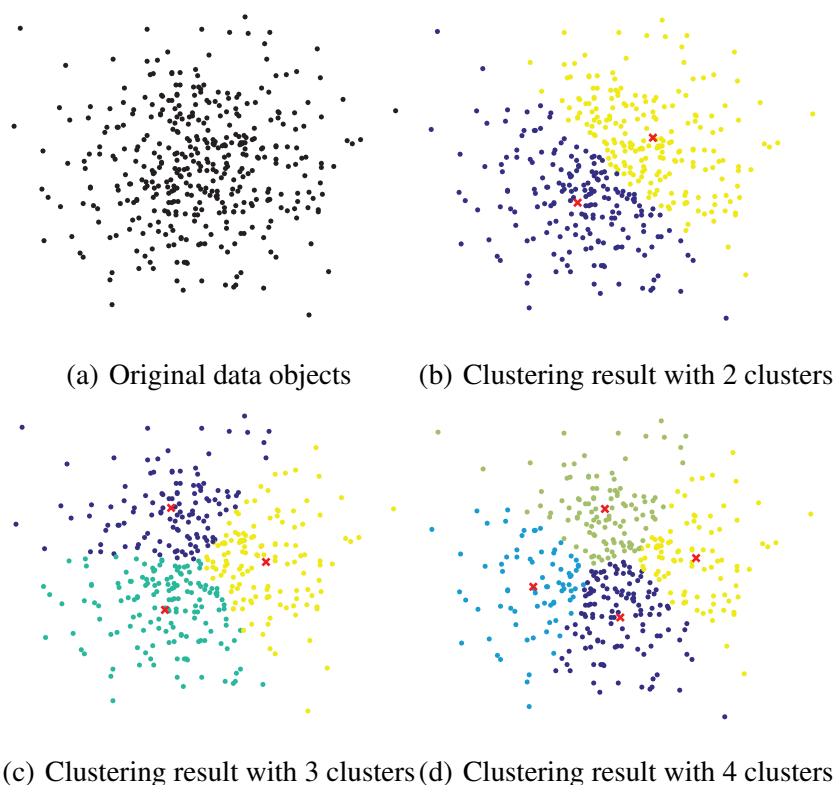 (a) Original data objects
(b) Clustering result with 2 clusters
(c) Clustering result with 3 clusters
(d) Clustering result with 4 clusters